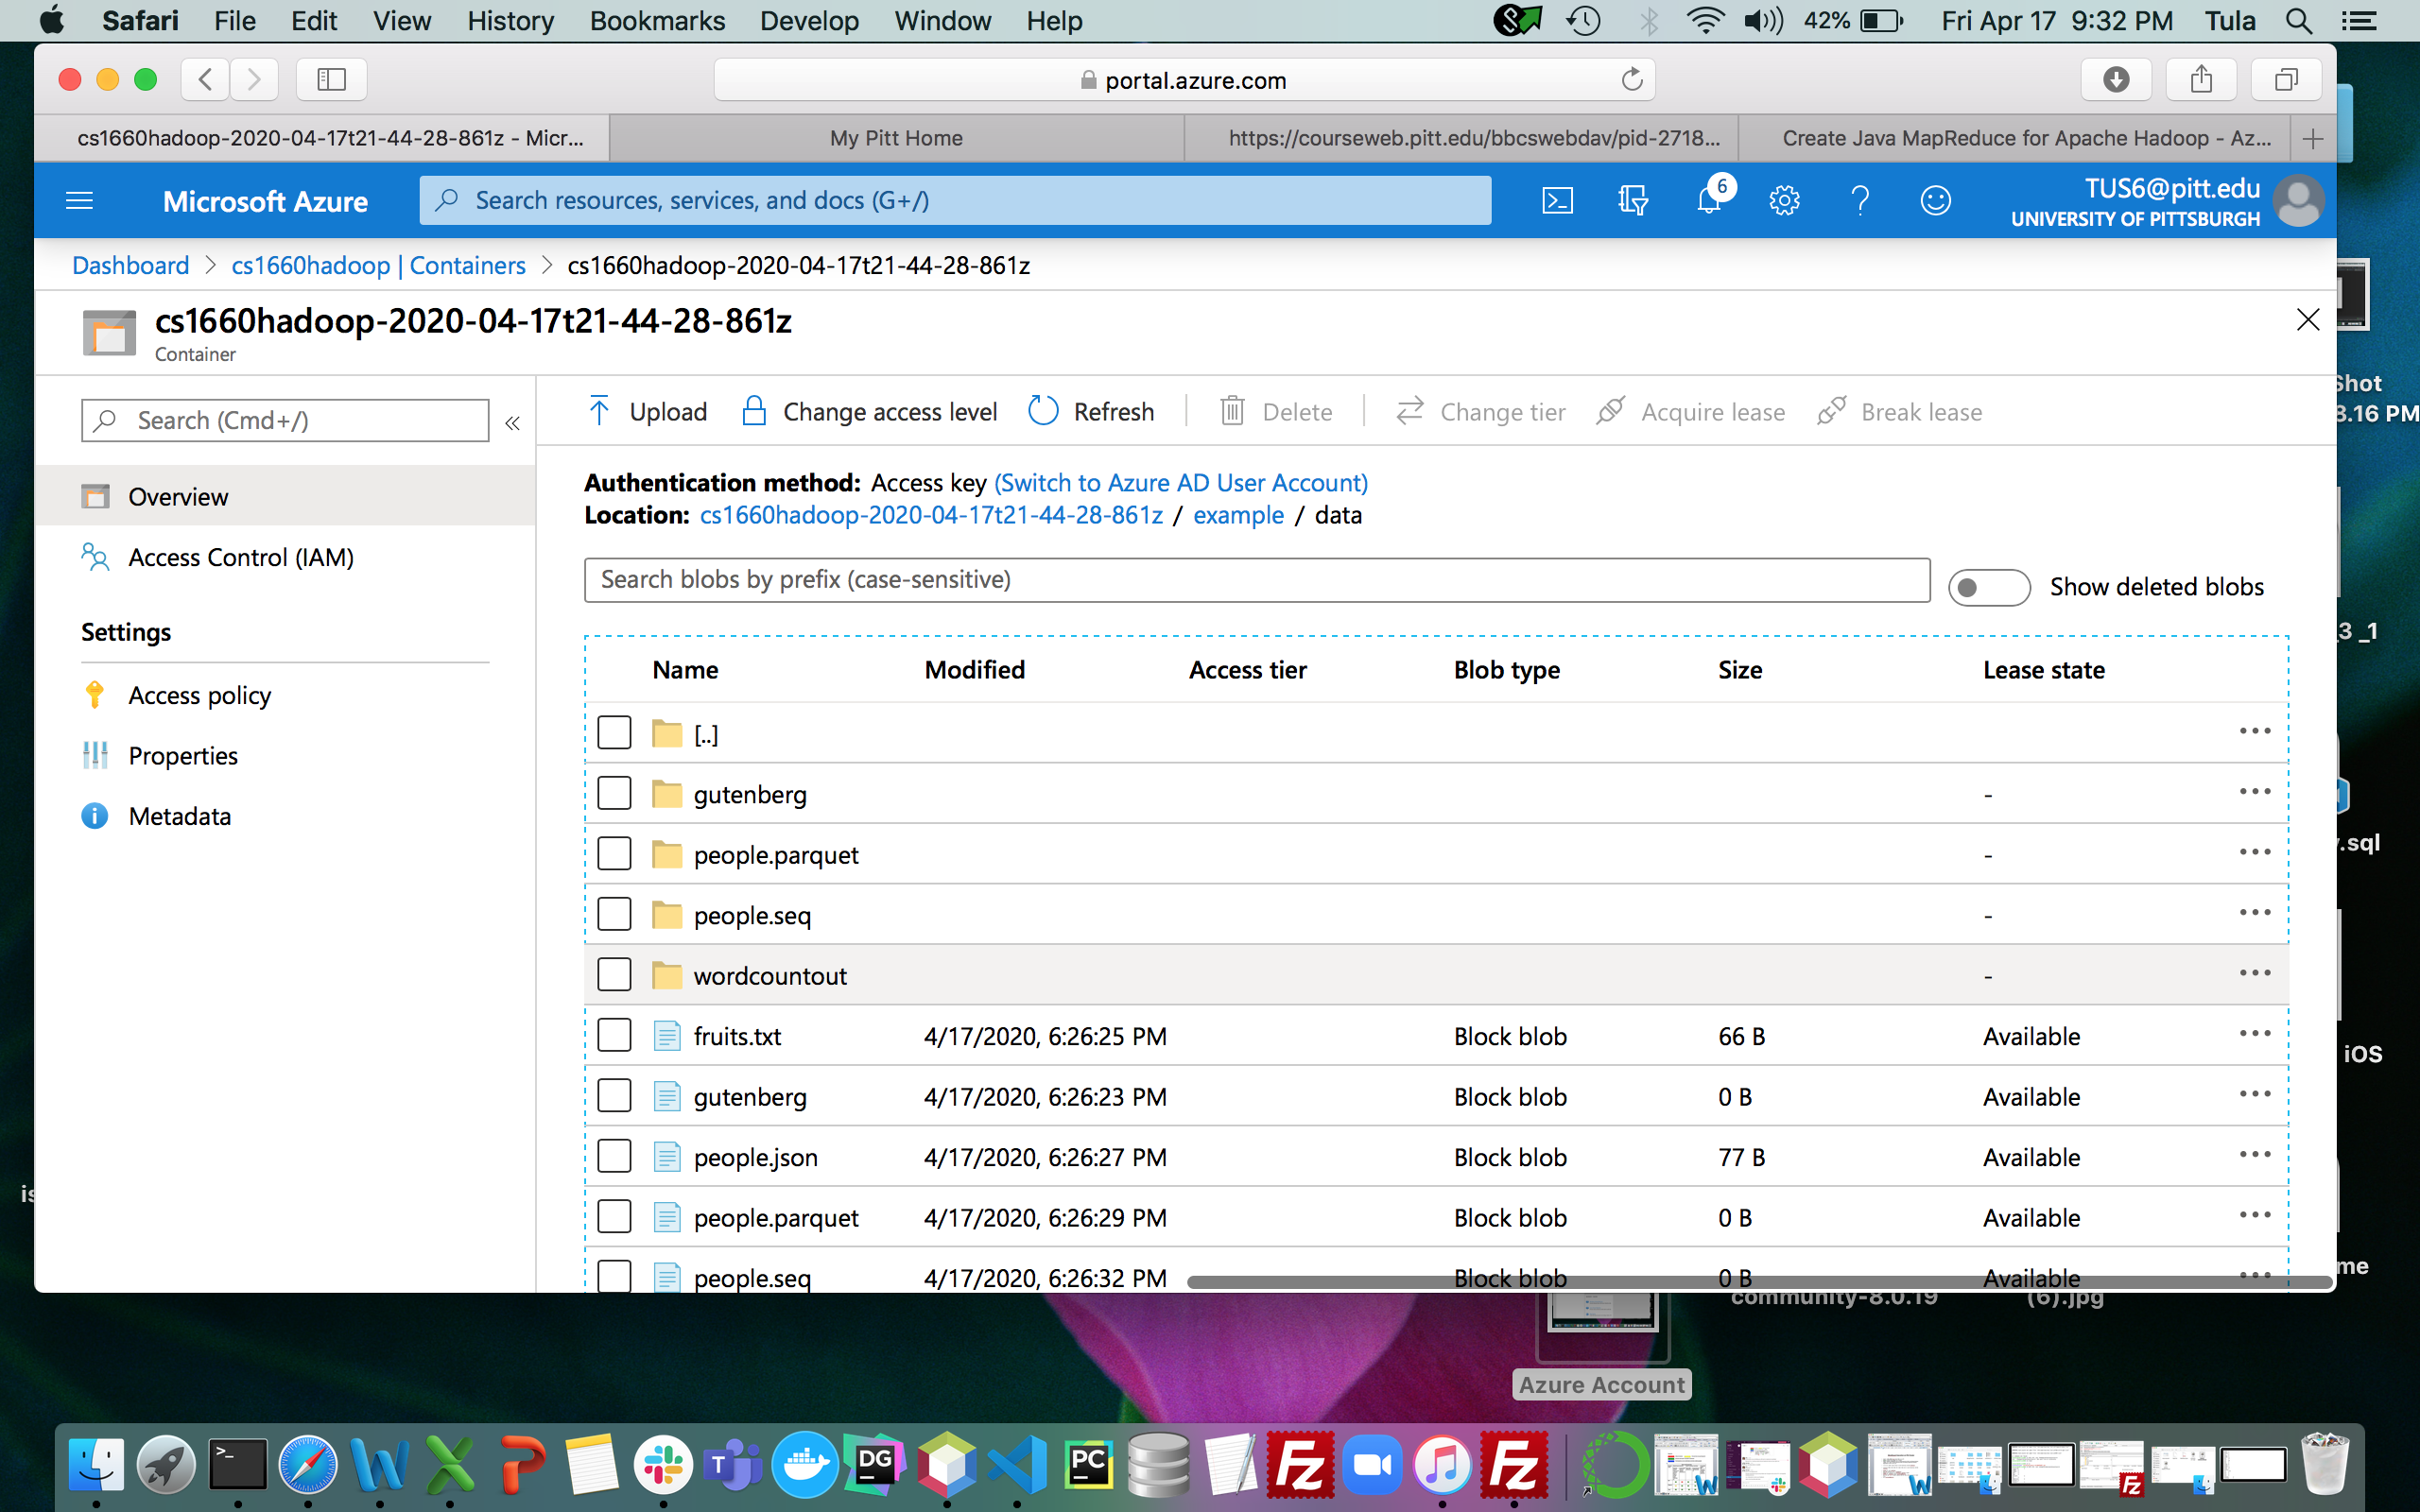 Safari File Edit View History Bookmarks Develop Window Help 42% Fri Apr 17 9:32 PM Tula
portal.azure.com
cs1660hadoop-2020-04-17t21-44-28-861z - Micr... My Pitt Home https://courseweb.pitt.edu/bbcswebdav/pid-2718... Create Java MapReduce for Apache Hadoop - Az...
Microsoft Azure Search resources, services, and docs (G+/) 6 TUS6@pitt.edu
UNIVERSITY OF PITTSBURGH
Dashboard > cs1660hadoop | Containers > cs1660hadoop-2020-04-17t21-44-28-861z
cs1660hadoop-2020-04-17t21-44-28-861z
Container
Shot
3.16 PM
Search (Cmd+/) «
Upload Change access level Refresh Delete Change tier Acquire lease Break lease
Overview
Access Control (IAM)
Settings
Access policy
Properties
Metadata
Authentication method: Access key (Switch to Azure AD User Account)
Location: cs1660hadoop-2020-04-17t21-44-28-861z / example / data
Search blobs by prefix (case-sensitive) Show deleted blobs
Name Modified Access tier Blob type Size Lease state
[..]
gutenberg -
people.parquet -
people.seq -
wordcountout -
fruits.txt 4/17/2020, 6:26:25 PM Block blob 66 B Available
gutenberg 4/17/2020, 6:26:23 PM Block blob 0 B Available
people.json 4/17/2020, 6:26:27 PM Block blob 77 B Available
people.parquet 4/17/2020, 6:26:29 PM Block blob 0 B Available
people.seq 4/17/2020, 6:26:32 PM Block blob 0 B Available
_3 _1
.sql
iOS
me
is
community-8.0.19
(6).jpg
Azure Account
DG
PC